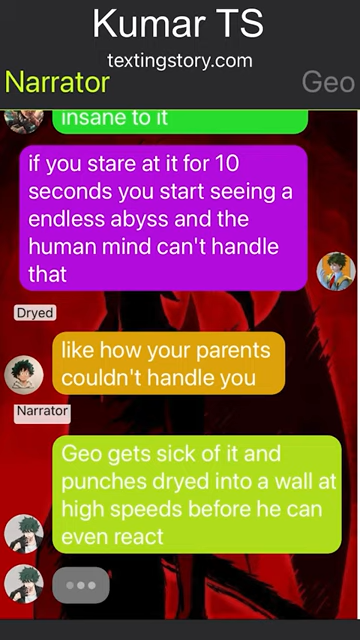 Kumar TS
textingstory.com
Narrator Geo
insane to it
if you stare at it for 10
seconds you start seeing a
endless abyss and the
human mind can't handle
that
Dryed
like how your parents
couldn't handle you
Narrator
Geo gets sick of it and
punches dryed into a wall at
high speeds before he can
even react